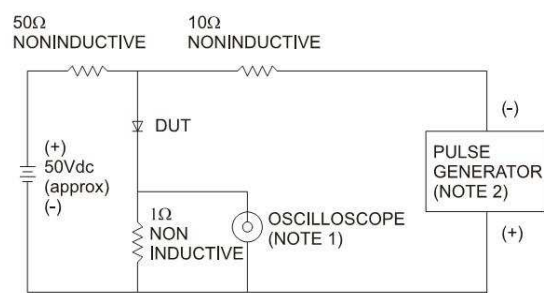 50Ω
NONINDUCTIVE
10Ω
NONINDUCTIVE
DUT
(+)
50Vdc
(approx)
(-)
1Ω
NON
INDUCTIVE
OSCILLOSCOPE
(NOTE 1)
(-)
PULSE
GENERATOR
(NOTE 2)
(+)